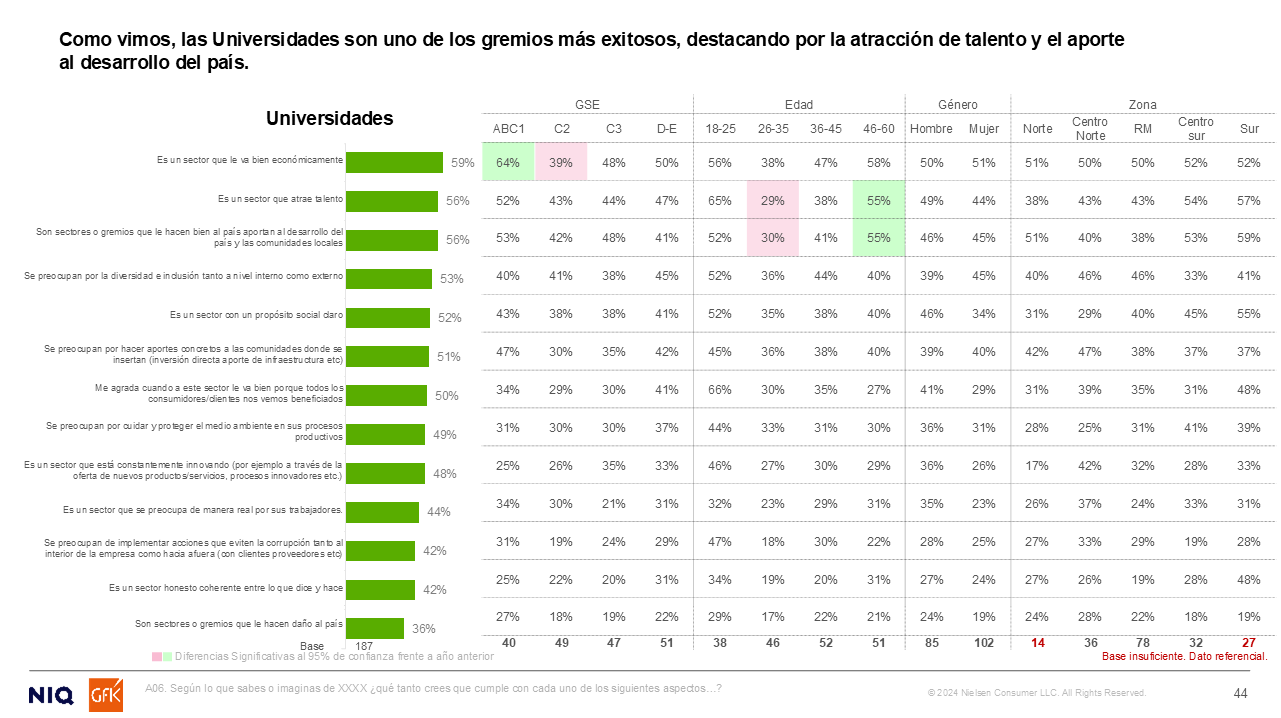 Como vimos, las Universidades son uno de los gremios más exitosos, destacando por la atracción de talento y el aporte
al desarrollo del país.
Universidades
GSE Edad Género Zona
ABC1 C2 C3 D-E 18-25 26-35 36-45 46-60 Hombre Mujer Norte Centro Norte RM Centro sur Sur
Es un sector que le va bien económicamente 59% 64% 39% 48% 50% 56% 38% 47% 58% 50% 51% 51% 50% 50% 52% 52%
Es un sector que atrae talento 56% 52% 43% 44% 47% 65% 29% 38% 55% 49% 44% 38% 43% 43% 54% 57%
Son sectores o gremios que le hacen bien al país aportan al desarrollo del
país y las comunidades locales 56% 53% 42% 48% 41% 52% 30% 41% 55% 46% 45% 51% 40% 38% 53% 59%
Se preocupan por la diversidad e inclusión tanto a nivel interno como externo 53% 40% 41% 38% 45% 52% 36% 44% 40% 39% 45% 40% 46% 46% 33% 41%
Es un sector con un propósito social claro 52% 43% 38% 38% 41% 52% 35% 38% 40% 46% 34% 31% 29% 40% 45% 55%
Se preocupan por hacer aportes concretos a las comunidades donde se
insertan (inversión directa aporte de infraestructura etc) 51% 47% 30% 35% 42% 45% 36% 38% 40% 39% 40% 42% 47% 38% 37% 37%
Me agrada cuando a este sector le va bien porque todos los
consumidores/clientes nos vemos beneficiados 50% 34% 29% 30% 41% 66% 30% 35% 27% 41% 29% 31% 39% 35% 31% 48%
Se preocupan por cuidar y proteger el medio ambiente en sus procesos
productivos 49% 31% 30% 30% 37% 44% 33% 31% 30% 36% 31% 28% 25% 31% 41% 39%
Es un sector que está constantemente innovando (por ejemplo a través de la
oferta de nuevos productos/servicios, procesos innovadores etc.) 48% 25% 26% 35% 33% 46% 27% 30% 29% 36% 26% 17% 42% 32% 28% 33%
Es un sector que se preocupa de manera real por sus trabajadores. 44% 34% 30% 21% 31% 32% 23% 29% 31% 35% 23% 26% 37% 24% 33% 31%
Se preocupan de implementar acciones que eviten la corrupción tanto al
interior de la empresa como hacia afuera (con clientes proveedores etc) 42% 31% 19% 24% 29% 47% 18% 30% 22% 28% 25% 27% 33% 29% 19% 28%
Es un sector honesto coherente entre lo que dice y hace 42% 25% 22% 20% 31% 34% 19% 20% 31% 27% 24% 27% 26% 19% 28% 48%
Son sectores o gremios que le hacen daño al país 36% 27% 18% 19% 22% 29% 17% 22% 21% 24% 19% 24% 28% 22% 18% 19%
Base 187 40 49 47 51 38 46 52 51 85 102 14 36 78 32 27
Diferencias Significativas al 95% de confianza frente a año anterior
Base insuficiente. Dato referencial.
NIQ GFK
A06. Según lo que sabes o imaginas de XXXX ¿qué tanto crees que cumple con cada uno de los siguientes aspectos…?
© 2024 Nielsen Consumer LLC. All Rights Reserved.
44